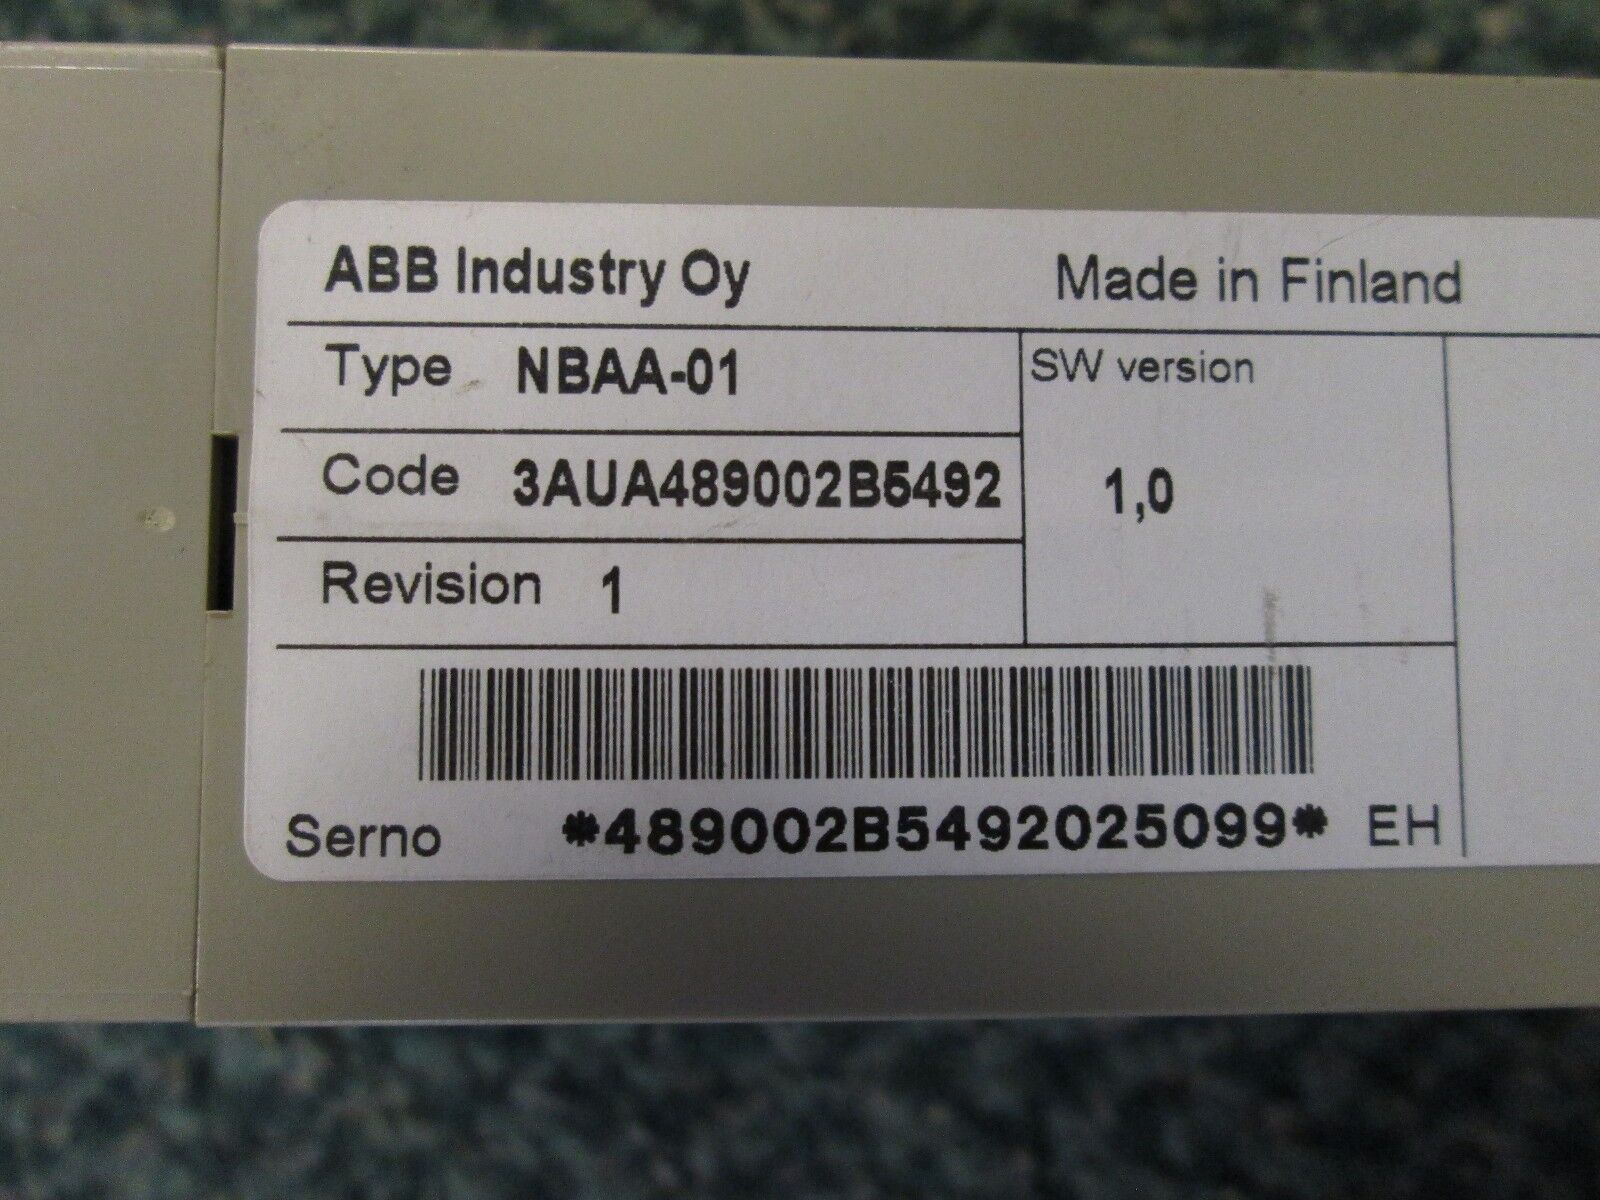 ABB Industry Oy Made in Finland
Type NBAA-01 SW version
Code 3AUA489002B5492 1,0
Revision 1
Serno *489002B5492025099* EH